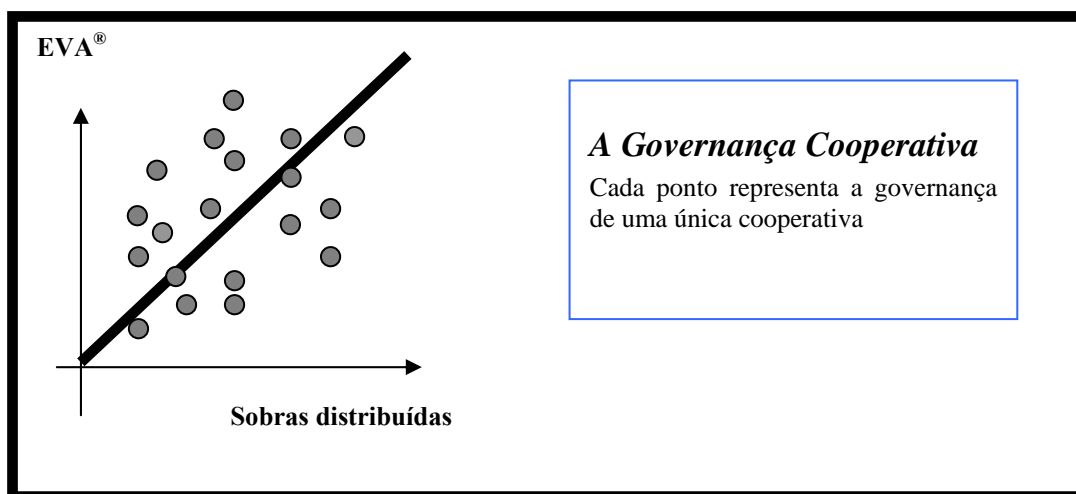 EVA®
A Governança Cooperativa
Cada ponto representa a governança
de uma única cooperativa
Sobras distribuídas